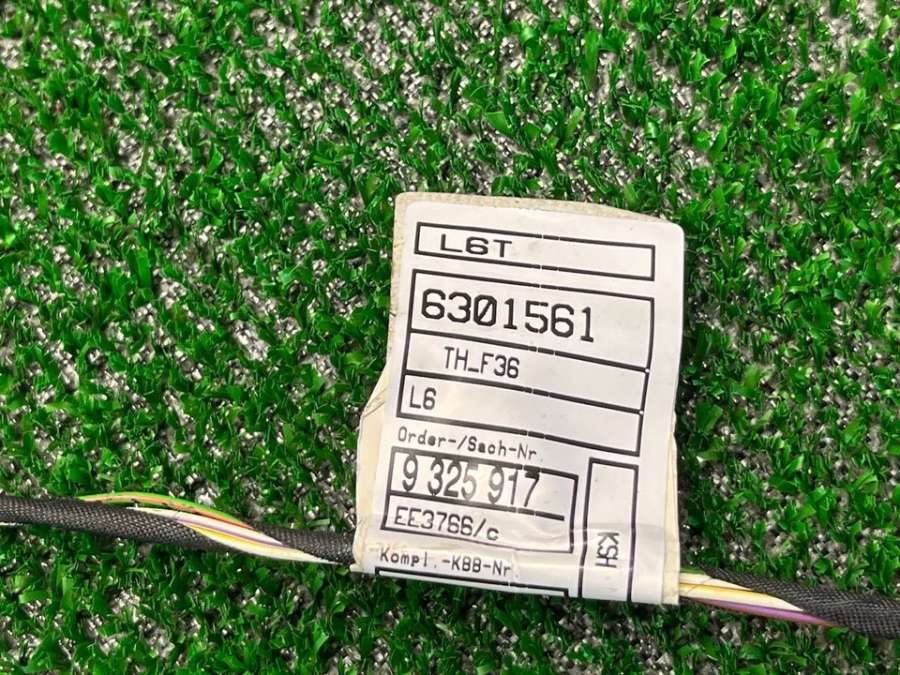 L6T
6301561
TH_F36
L6
Order-/Sach-Nr.
9 325 917
EE3766/c
KSH
Kompl.-KBB-Nr